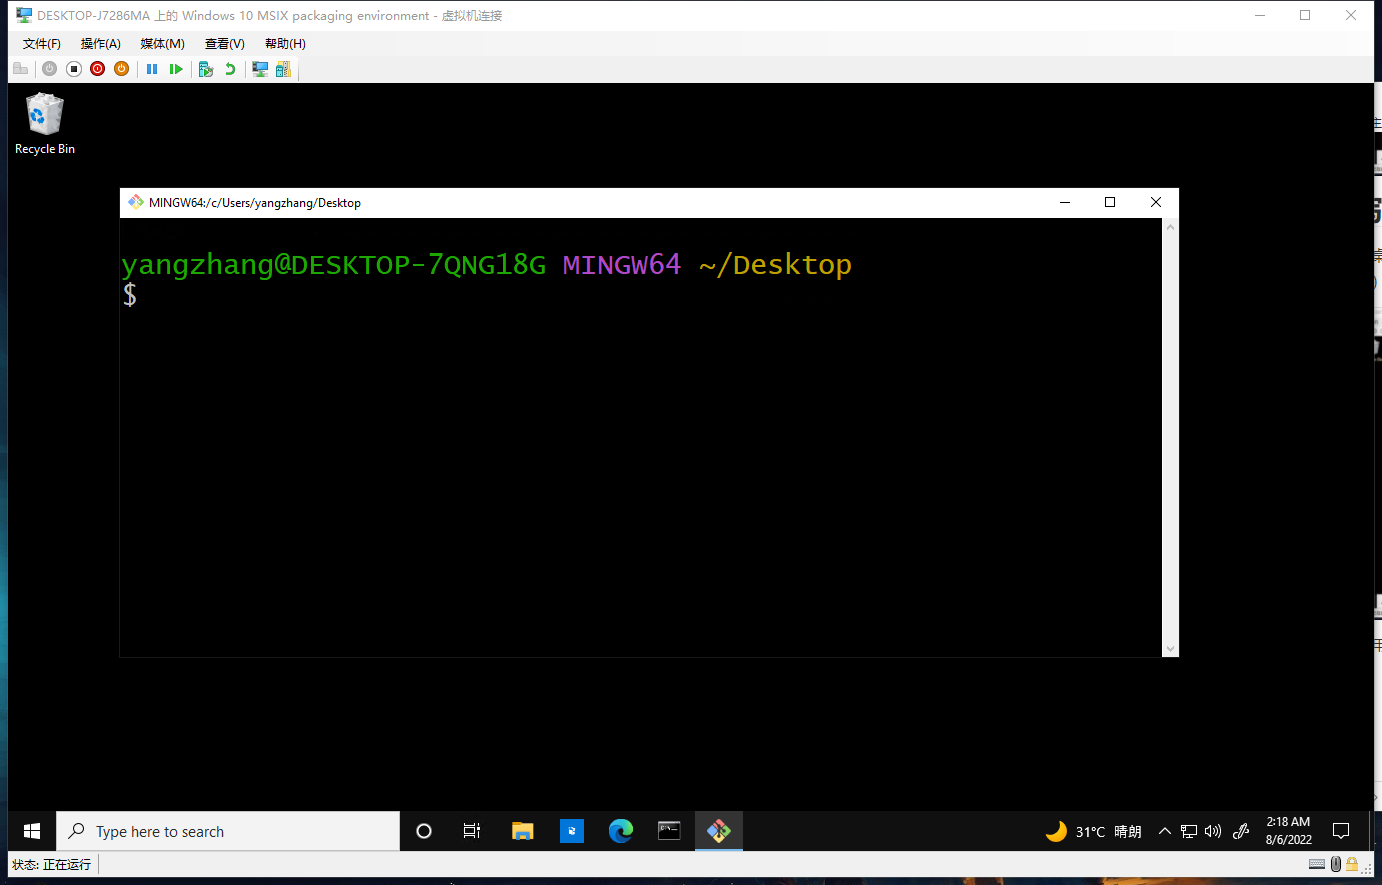 DESKTOP-J7286MA 上的 Windows 10 MSIX packaging environment - 虚拟机连接
文件(F) 操作(A) 媒体(M) 查看(V) 帮助(H)
Recycle Bin
MINGW64:/c/Users/yangzhang/Desktop
yangzhang@DESKTOP-7QNG18G MINGW64 ~/Desktop
$
Type here to search
31°C 晴朗
2:18 AM
8/6/2022
状态: 正在运行